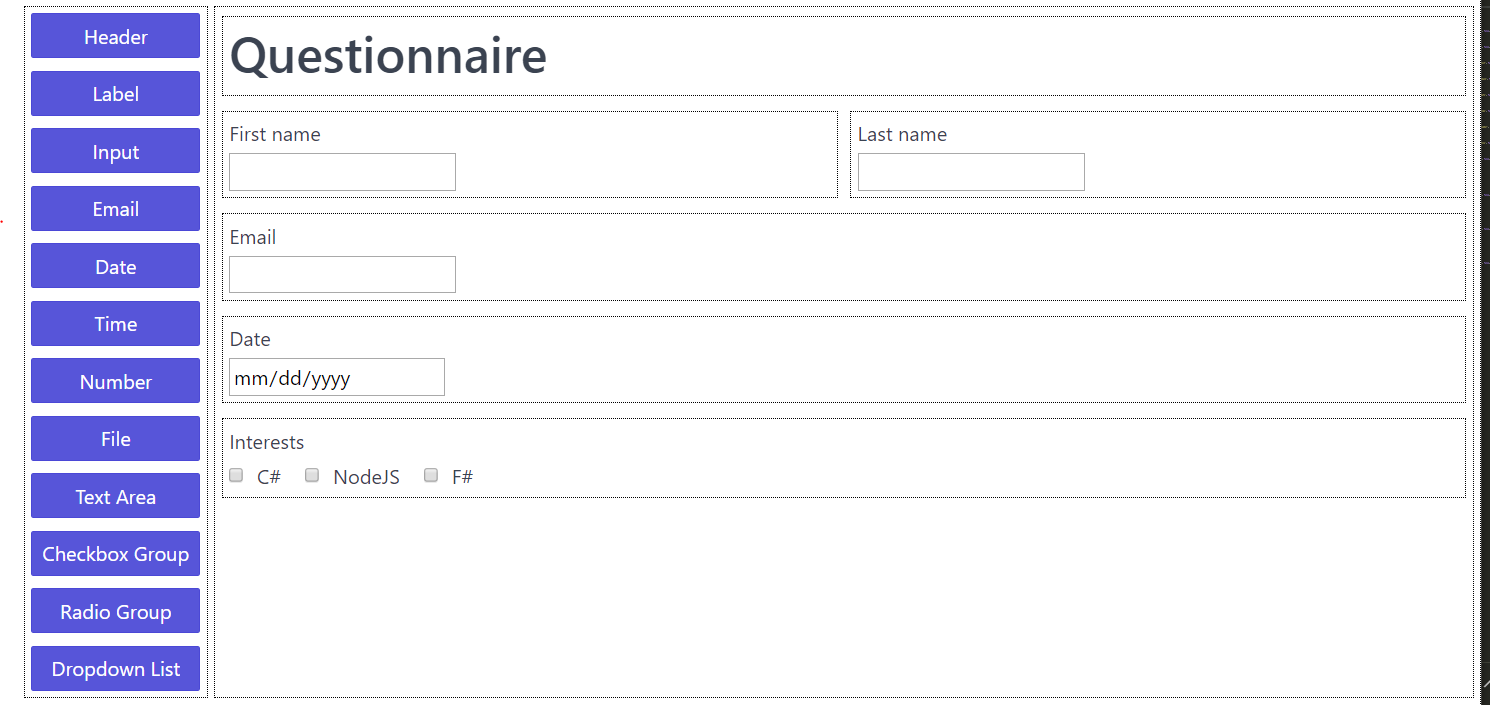 Header
Label
Input
Email
Date
Time
Number
File
Text Area
Checkbox Group
Radio Group
Dropdown List
Questionnaire
First name
Last name
Email
Date
mm/dd/yyyy
Interests
C# NodeJS F#